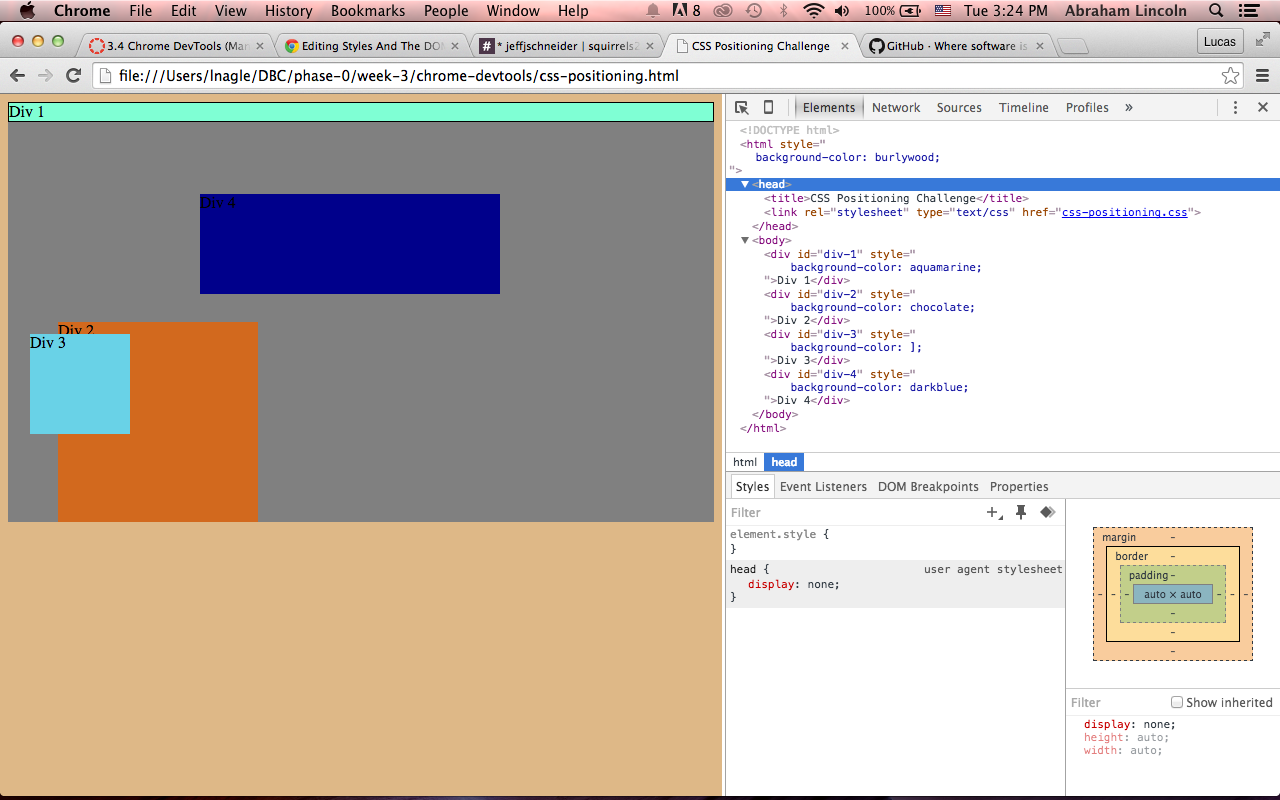 Chrome File Edit View History Bookmarks People Window Help 8 100% Tue 3:24 PM Abraham Lincoln
3.4 Chrome DevTools (Mar Editing Styles And The DOM * jeffjschneider | squirrels2 CSS Positioning Challenge GitHub · Where software is Lucas
file:///Users/lnagle/DBC/phase-0/week-3/chrome-devtools/css-positioning.html
Div 1
Div 4
Div 2
Div 3
Elements Network Sources Timeline Profiles »
<!DOCTYPE html>
<html style="
background-color: burlywood;
">
▼<head>
<title>CSS Positioning Challenge</title>
<link rel="stylesheet" type="text/css" href="css-positioning.css">
</head>
▼<body>
<div id="div-1" style="
background-color: aquamarine;
">Div 1</div>
<div id="div-2" style="
background-color: chocolate;
">Div 2</div>
<div id="div-3" style="
background-color: ];
">Div 3</div>
<div id="div-4" style="
background-color: darkblue;
">Div 4</div>
</body>
</html>
html head
Styles Event Listeners DOM Breakpoints Properties
Filter
element.style {
}
head { user agent stylesheet
display: none;
}
margin -
border -
padding -
- - - auto × auto - - -
-
-
-
Filter Show inherited
display: none;
height: auto;
width: auto;